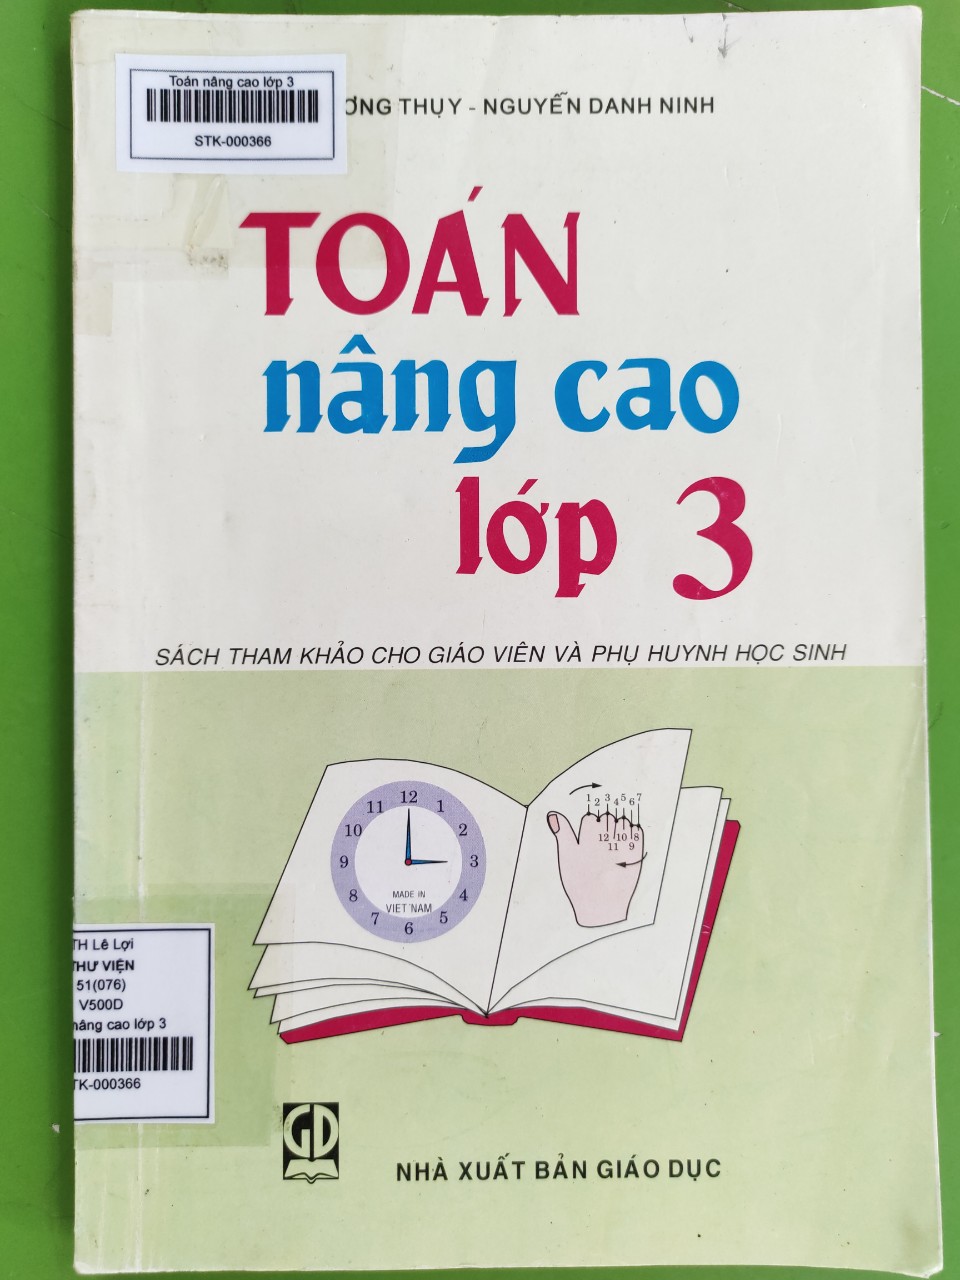 Toán nâng cao lớp 3
STK-000366
ƯƠNG THỤY - NGUYỄN DANH NINH
TOÁN
nâng cao
lớp 3
SÁCH THAM KHẢO CHO GIÁO VIÊN VÀ PHỤ HUYNH HỌC SINH
12
11 1
10 2
9 3
8 4
7 5
6
MADE IN
VIET NAM
1 2 3 4 5 6 7
12 11 10 9 8
TH Lê Lợi
THƯ VIỆN
51(076)
V500D
nâng cao lớp 3
TK-000366
GD
NHÀ XUẤT BẢN GIÁO DỤC